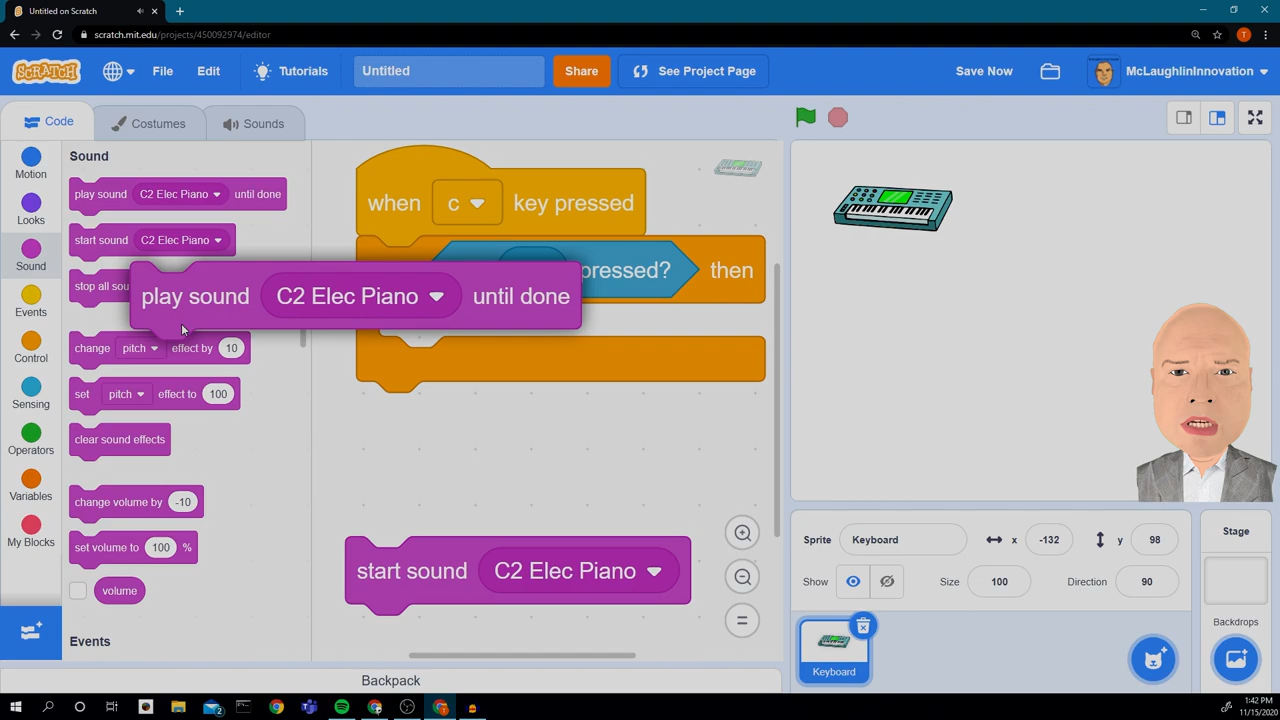 Untitled on Scratch
scratch.mit.edu/projects/450092974/editor
T
SCRATCH
File
Edit
Tutorials
Untitled
Share
See Project Page
Save Now
McLaughlinInnovation
Code
Costumes
Sounds
Motion
Looks
Sound
Events
Control
Sensing
Operators
Variables
My Blocks
Sound
play sound C2 Elec Piano until done
start sound C2 Elec Piano
stop all sou
change pitch effect by 10
set pitch effect to 100
clear sound effects
change volume by -10
set volume to 100 %
volume
Events
when c key pressed
pressed? then
play sound C2 Elec Piano until done
start sound C2 Elec Piano
Backpack
Sprite Keyboard x -132 y 98
Show Size 100 Direction 90
Keyboard
Stage
Backdrops
1:42 PM
11/15/2020